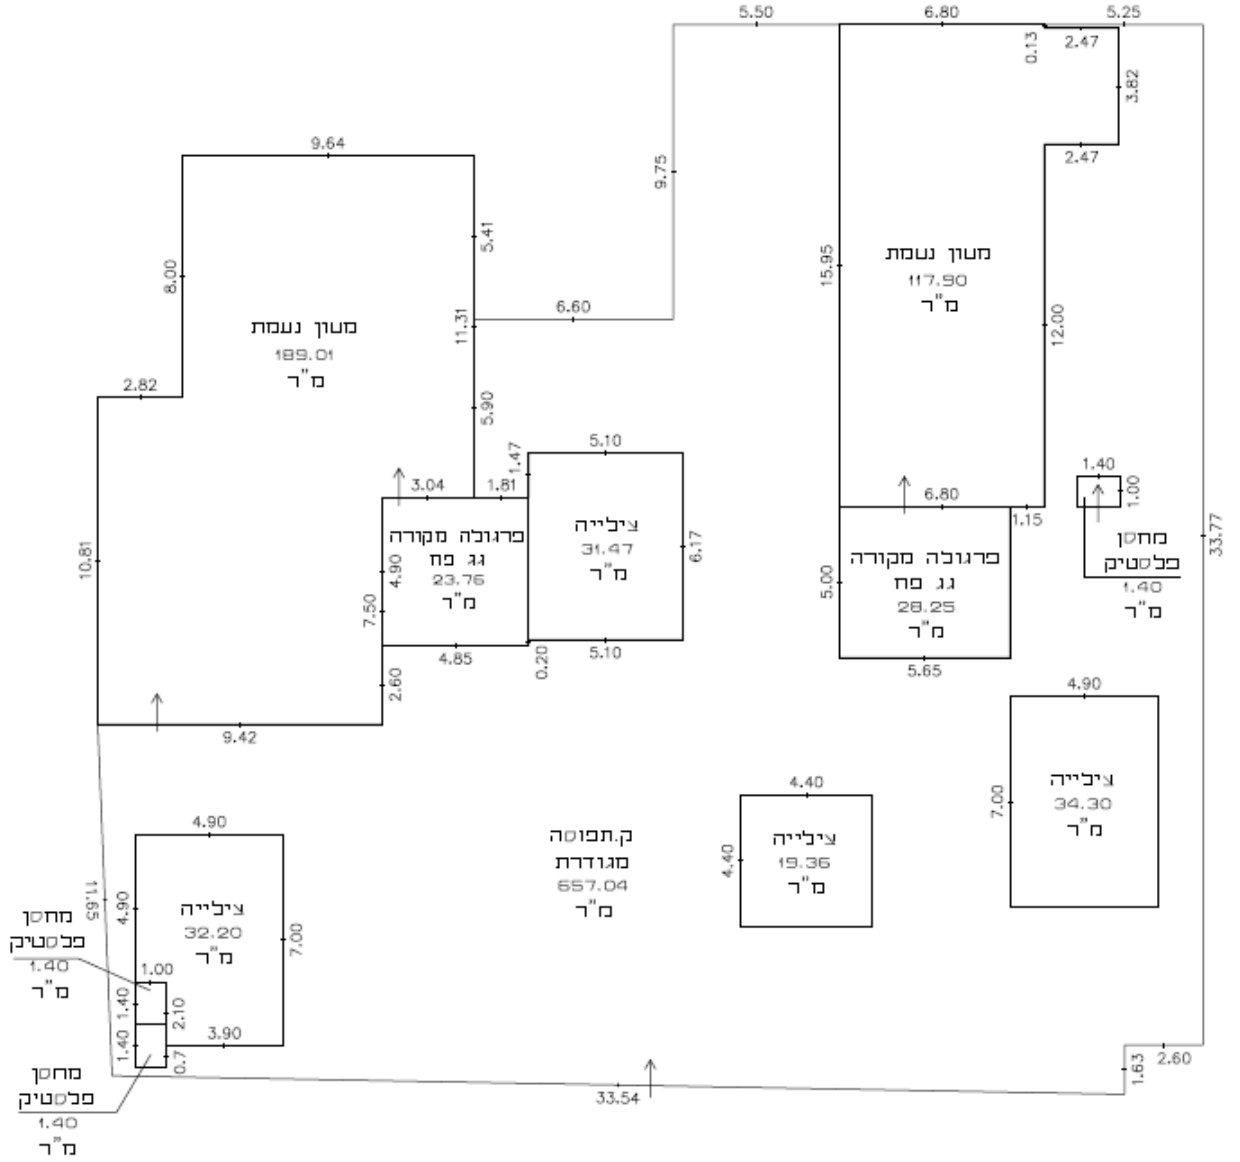 5.50
6.80
5.25
0.13
2.47
3.82
2.47
9.64
9.75
5.41
8.00
מטון נעמת
189.01
מ"ר
11.31
6.60
מטון נעמת
117.90
מ"ר
15.95
12.00
2.82
5.90
1.47
5.10
3.04
1.81
6.80
1.15
1.40
1.00
33.77
10.81
פרגולה מקורה
גג פח
23.76
מ"ר
4.90
7.50
4.85
2.60
9.42
ציללייה
31.47
מ"ר
6.17
0.20
5.10
פרגולה מקורה
גג פח
28.25
מ"ר
5.00
5.65
מחסן
פלסטיק
1.40
מ"ר
4.90
7.00
צילייה
34.30
מ"ר
4.40
4.40
צילייה
19.36
מ"ר
ק.תפוסה
מגודרת
657.04
מ"ר
4.90
4.90
11.65
צילייה
32.20
מ"ר
7.00
מחסן
פלסטיק
1.40
מ"ר
1.00
1.40
2.10
1.40
0.7
3.90
מחסן
פלסטיק
1.40
מ"ר
33.54
1.63
2.60